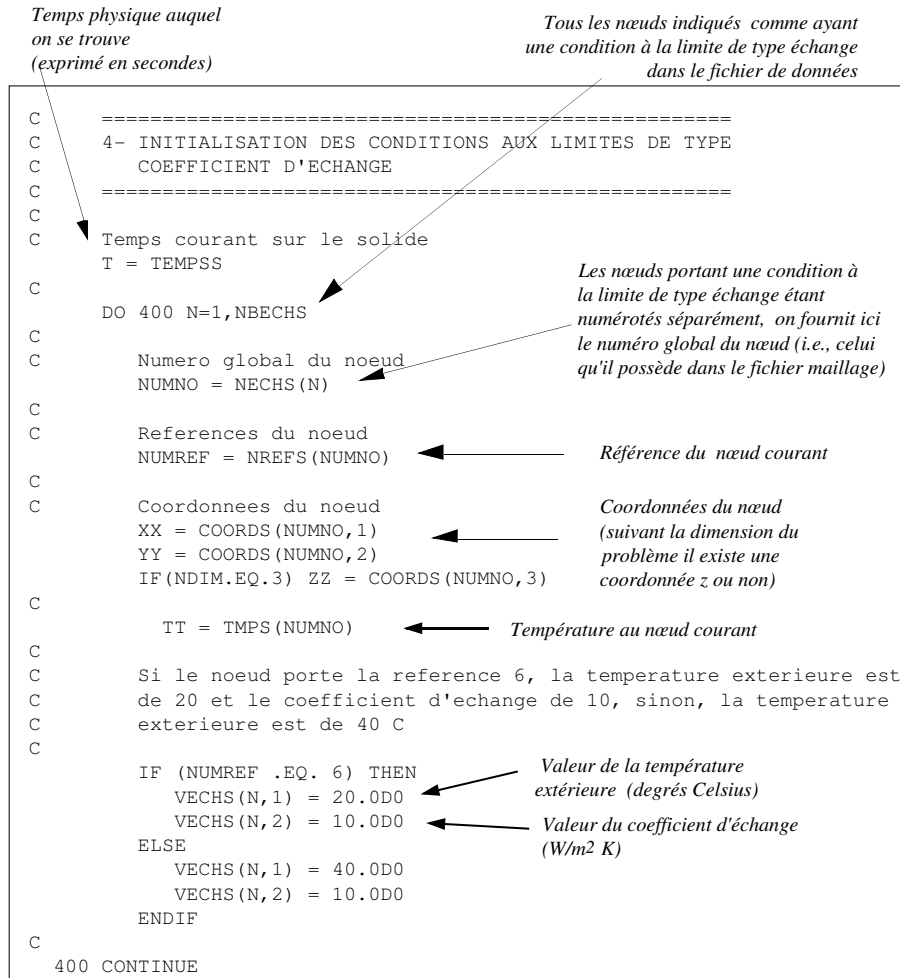 Temps physique auquel
on se trouve
(exprimé en secondes)
Tous les nœuds indiqués comme ayant
une condition à la limite de type échange
dans le fichier de données
C ====================================================
C 4- INITIALISATION DES CONDITIONS AUX LIMITES DE TYPE
C COEFFICIENT D'ECHANGE
C ====================================================
C
C Temps courant sur le solide
T = TEMPSS
C
DO 400 N=1,NBECHS
Les nœuds portant une condition à
la limite de type échange étant
numérotés séparément, on fournit ici
le numéro global du nœud (i.e., celui
qu'il possède dans le fichier maillage)
C
C Numero global du noeud
NUMNO = NECHS(N)
C
C References du noeud
NUMREF = NREFS(NUMNO)
Référence du nœud courant
C
C Coordonnees du noeud
XX = COORDS(NUMNO,1)
YY = COORDS(NUMNO,2)
IF(NDIM.EQ.3) ZZ = COORDS(NUMNO,3)
Coordonnées du nœud
(suivant la dimension du
problème il existe une
coordonnée z ou non)
C
TT = TMPS(NUMNO)
Température au nœud courant
C
C Si le noeud porte la reference 6, la temperature exterieure est
C de 20 et le coefficient d'echange de 10, sinon, la temperature
C exterieure est de 40 C
C
IF (NUMREF .EQ. 6) THEN
VECHS(N,1) = 20.0D0
VECHS(N,2) = 10.0D0
Valeur de la température
extérieure (degrés Celsius)
Valeur du coefficient d'échange
(W/m2 K)
ELSE
VECHS(N,1) = 40.0D0
VECHS(N,2) = 10.0D0
ENDIF
C
400 CONTINUE